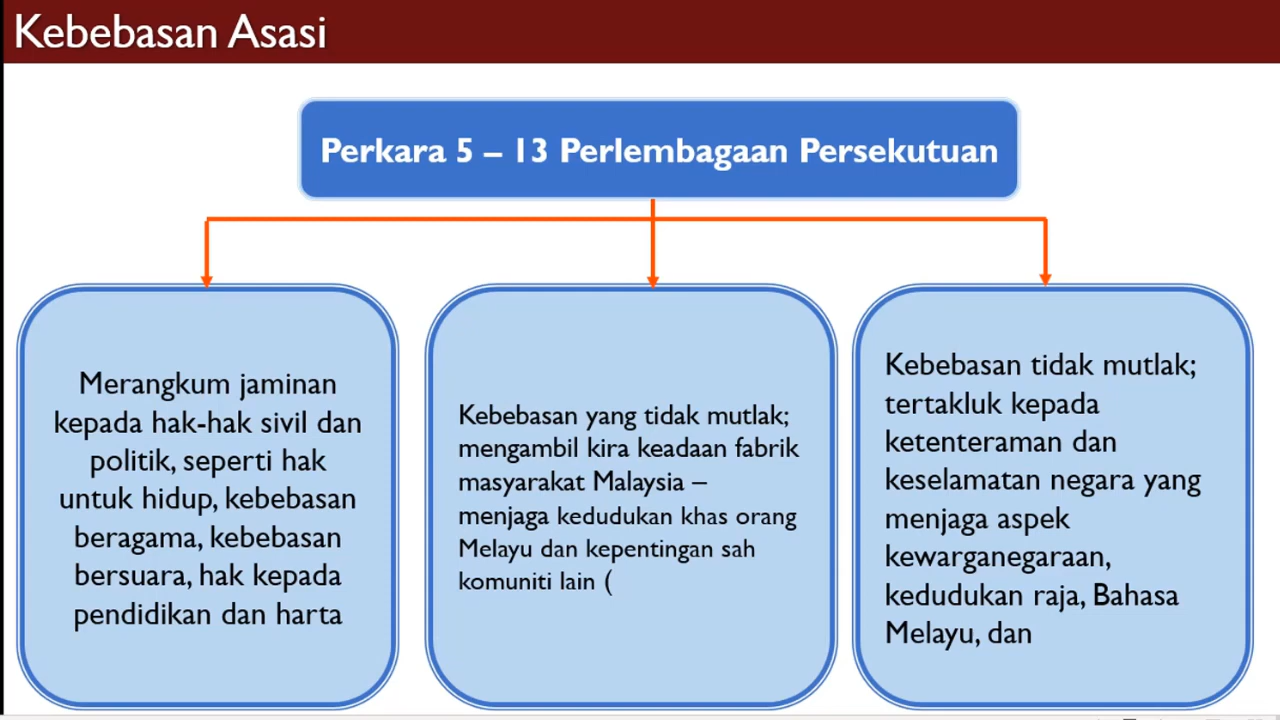 Kebebasan Asasi
Perkara 5 – 13 Perlembagaan Persekutuan
Merangkum jaminan
kepada hak-hak sivil dan
politik, seperti hak
untuk hidup, kebebasan
beragama, kebebasan
bersuara, hak kepada
pendidikan dan harta
Kebebasan yang tidak mutlak;
mengambil kira keadaan fabrik
masyarakat Malaysia –
menjaga kedudukan khas orang
Melayu dan kepentingan sah
komuniti lain (
Kebebasan tidak mutlak;
tertakluk kepada
ketenteraman dan
keselamatan negara yang
menjaga aspek
kewarganegaraan,
kedudukan raja, Bahasa
Melayu, dan